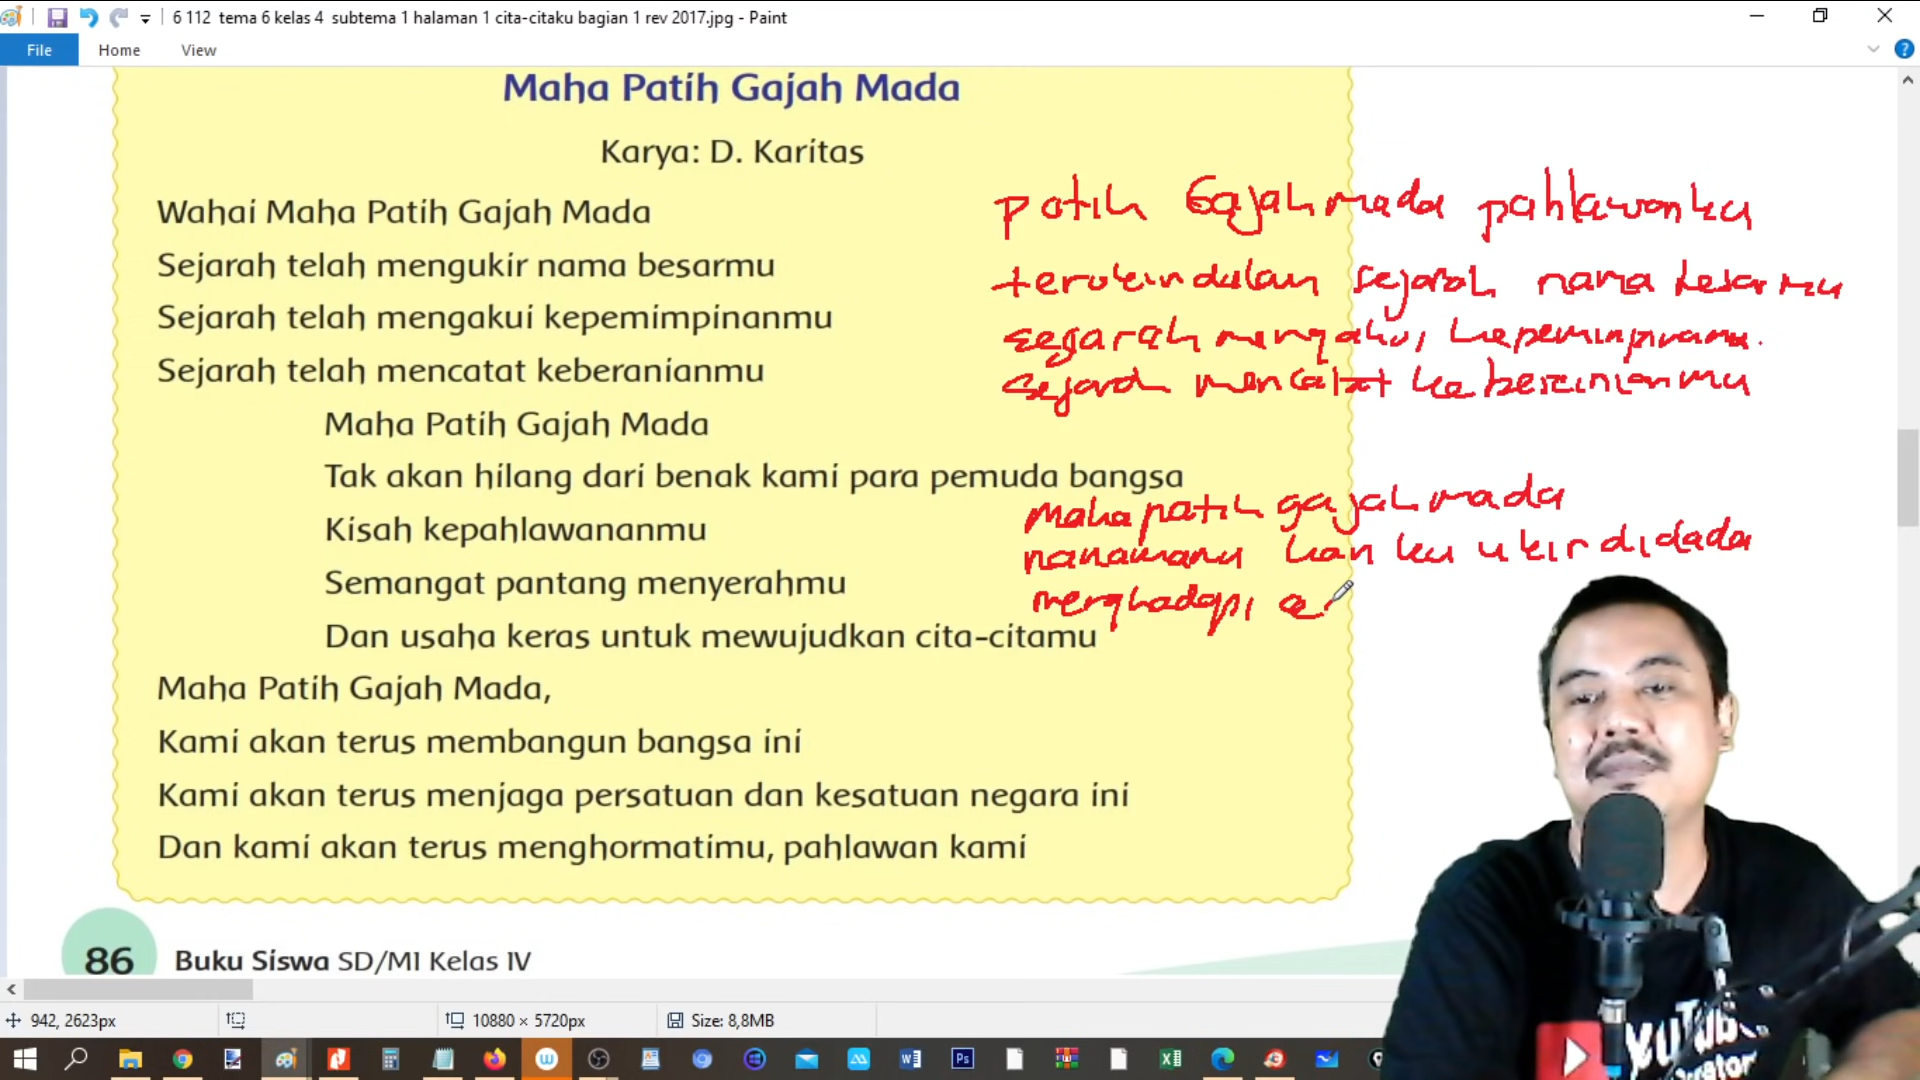 6 112 tema 6 kelas 4 subtema 1 halaman 1 cita-citaku bagian 1 rev 2017.jpg - Paint
File Home View
Maha Patih Gajah Mada
Karya: D. Karitas
Wahai Maha Patih Gajah Mada
Sejarah telah mengukir nama besarmu
Sejarah telah mengakui kepemimpinanmu
Sejarah telah mencatat keberanianmu
Maha Patih Gajah Mada
Tak akan hilang dari benak kami para pemuda bangsa
Kisah kepahlawananmu
Semangat pantang menyerahmu
Dan usaha keras untuk mewujudkan cita-citamu
Maha Patih Gajah Mada,
Kami akan terus membangun bangsa ini
Kami akan terus menjaga persatuan dan kesatuan negara ini
Dan kami akan terus menghormatimu, pahlawan kami
patih Gajah mada pahlawanku
sejarah nama besarmu
sejarah mengakui kepemimpinanmu.
sejarah mencatat keberanianmu
Maha patih gajah mada
kan ku ukir didada
menghadapi
86 Buku Siswa SD/MI Kelas IV
942, 2623px
10880 × 5720px
Size: 8,8MB
YouTube